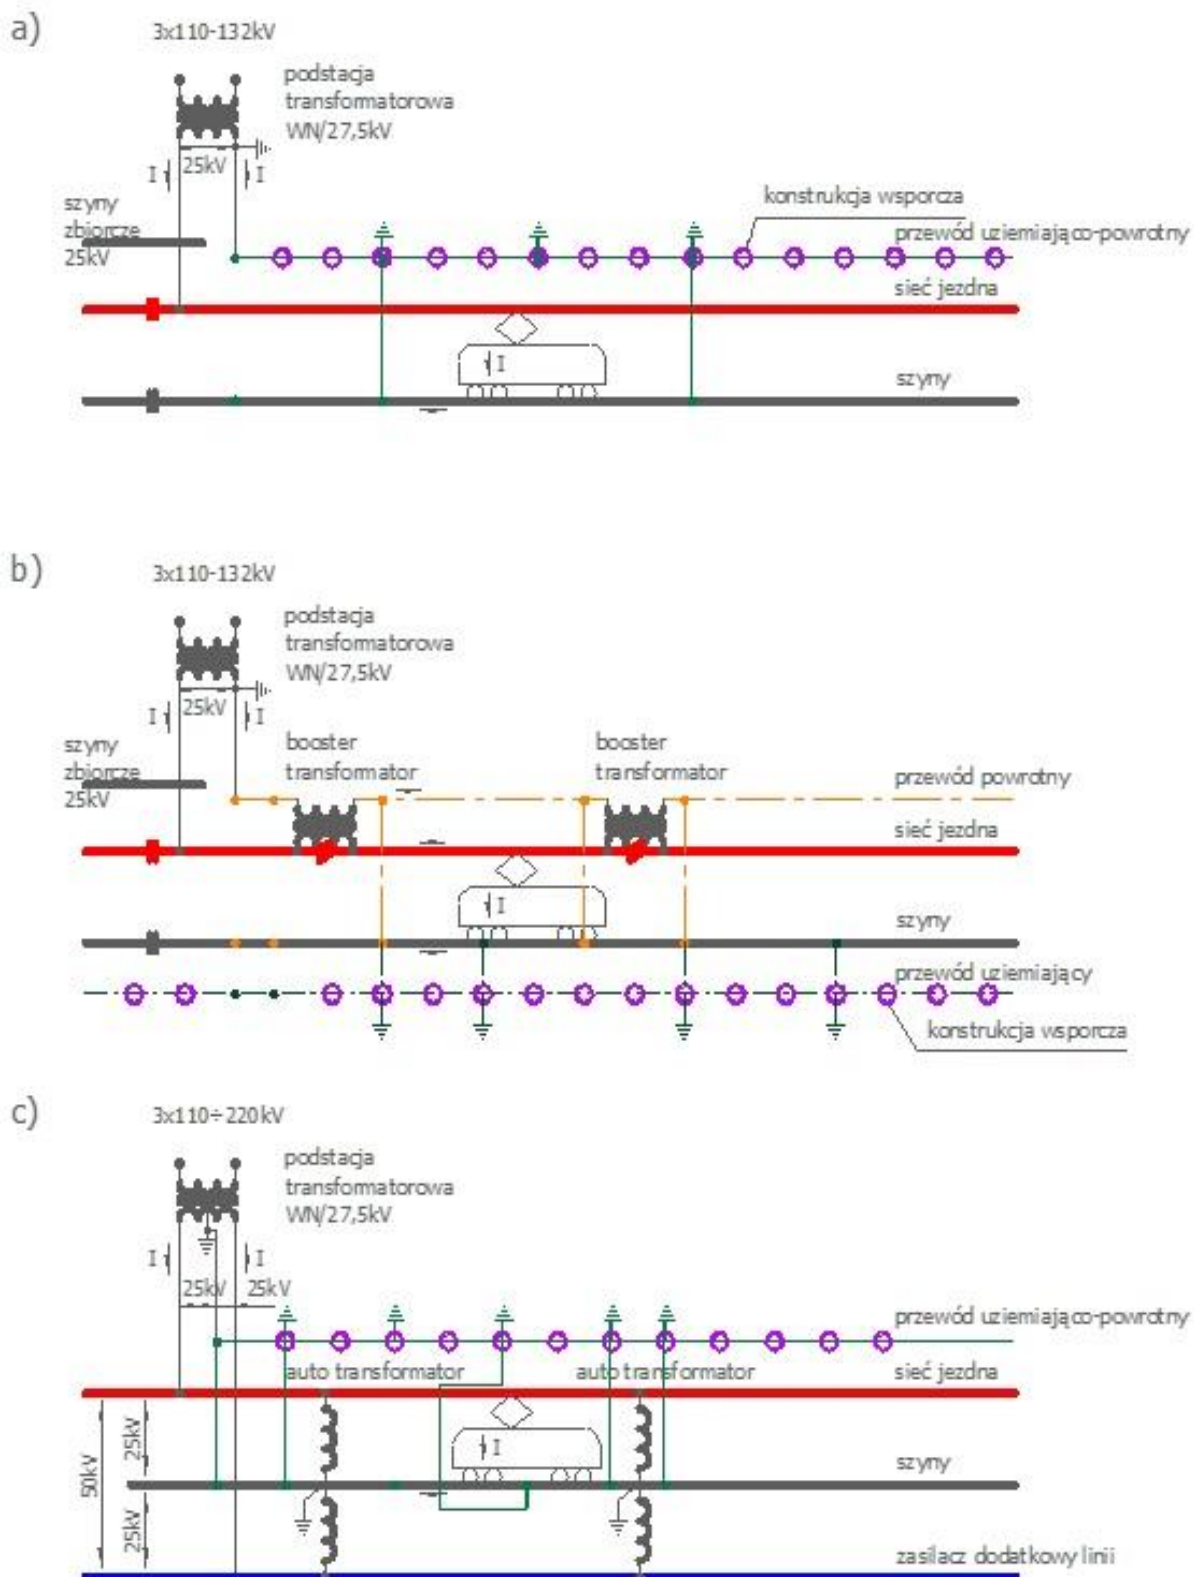 a)
3x110-132kV
podstacja
transformatorowa
WN/27,5kV
25kV
I
I
szyny
zbiorcze
25kV
konstrukcja wsporcza
przewód uziemiająco-powrotny
sieć jezdna
I
szyny
b)
3x110-132kV
podstacja
transformatorowa
WN/27,5kV
25kV
I
I
szyny
zbiorcze
25kV
booster
transformator
booster
transformator
przewód powrotny
sieć jezdna
I
szyny
przewód uziemiający
konstrukcja wsporcza
c)
3x110÷220kV
podstacja
transformatorowa
WN/27,5kV
I
I
25kV
25kV
przewód uziemiająco-powrotny
auto transformator
auto transformator
sieć jezdna
50kV
25kV
I
szyny
25kV
zasilacz dodatkowy linii